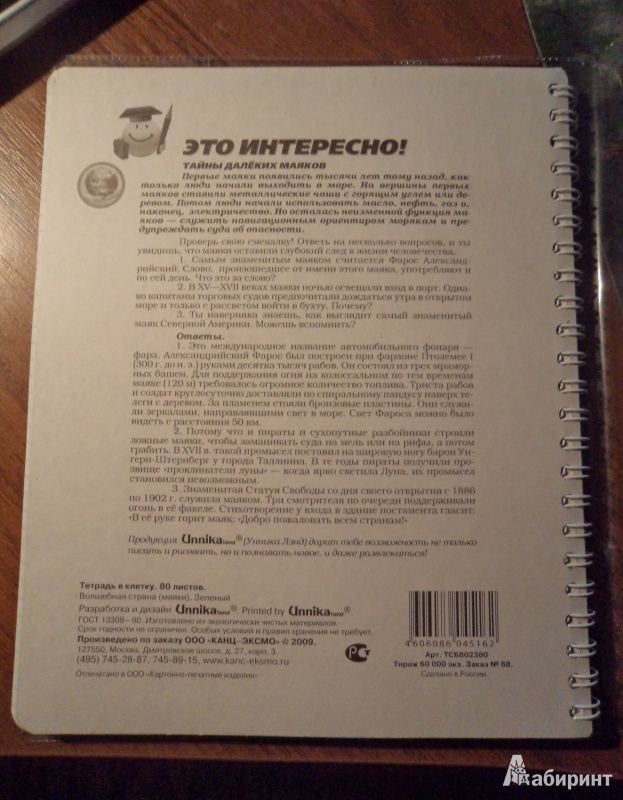 ЭТО ИНТЕРЕСНО!
ТАЙНЫ ДАЛЁКИХ МАЯКОВ
Первые маяки появились тысячи лет тому назад, как
только люди начали выходить в море. На вершины первых
маяков ставили металлические чаши с горящим углем или де-
ревом. Потом люди начали использовать масло, нефть, газ и,
наконец, электричество. Но осталась неизменной функция ма-
яков — служить навигационным ориентиром морякам и пре-
дупреждать суда об опасности.
Проверь свою смекалку! Ответь на несколько вопросов, и ты
увидишь, что маяки оставили глубокий след в жизни человечества.
1. Самым знаменитым маяком считается Фарос Александ-
рийский. Слово, произошедшее от имени этого маяка, употребляют и
по сей день. Что это за слово?
2. В XV—XVII веках маяки ночью освещали вход в порт. Одна-
ко капитаны торговых судов предпочитали дождаться утра в открытом
море и только с рассветом войти в бухту. Почему?
3. Ты наверняка знаешь, как выглядит самый знаменитый
маяк Северной Америки. Можешь вспомнить?
Ответы.
1. Это международное название автомобильного фонаря —
фара. Александрийский Фарос был построен при фараоне Птолемее I
(300 г. до н. э.) руками десятка тысяч рабов. Он состоял из трех мрамор-
ных башен. Для поддержания огня на колоссальном по тем временам
маяке (120 м) требовалось огромное количество топлива. Триста рабов
и солдат круглосуточно доставляли по спиральному пандусу наверх те-
леги с деревом. За пламенем стояли бронзовые пластины. Они служи-
ли зеркалами, направлявшими свет в море. Свет Фароса можно было
видеть с расстояния 50 км.
2. Потому что и пираты и сухопутные разбойники строили
ложные маяки, чтобы заманивать суда на мель или на рифы, а потом
грабить. В XVII в. такой промысел поставил на широкую ногу барон Ун-
герн-Штернберг у города Таллинна. В те годы пираты получили про-
звище «проклинатели луны» — когда ярко светила Луна, их промысел
становился невозможным.
3. Знаменитая Статуя Свободы со дня своего открытия с 1886
по 1902 г. служила маяком. Три смотрителя по очереди поддерживали
огонь в её факеле. Стихотворение у входа в здание постамента гласит:
«В её руке горит маяк: «Добро пожаловать всем странам!»
Продукция Unnikaland® (Унника Лэнд) дарит тебе возможность не только
писать и рисовать, но и познавать новое, и даже развлекаться!
Тетрадь в клетку. 80 листов.
Волшебная страна (маяки). Зеленый
Разработка и дизайн Unnikaland®. Printed by Unnikaland®.
ГОСТ 13309—90. Изготовлено из экологически чистых материалов.
Срок годности не ограничен. Особых условий и правил хранения не требует.
Произведено по заказу ООО «КАНЦ–ЭКСМО» © 2009.
127550, Москва, Дмитровское шоссе, д. 27, корп. 3.
(495) 745-28-87, 745-89-15, www.kanc-eksmo.ru
Отпечатано в ООО «Картонно-печатные изделия»
4606086045162
Арт. ТСБ802380
Тираж 60 000 экз. Заказ № 68.
Сделано в России
Лабиринт